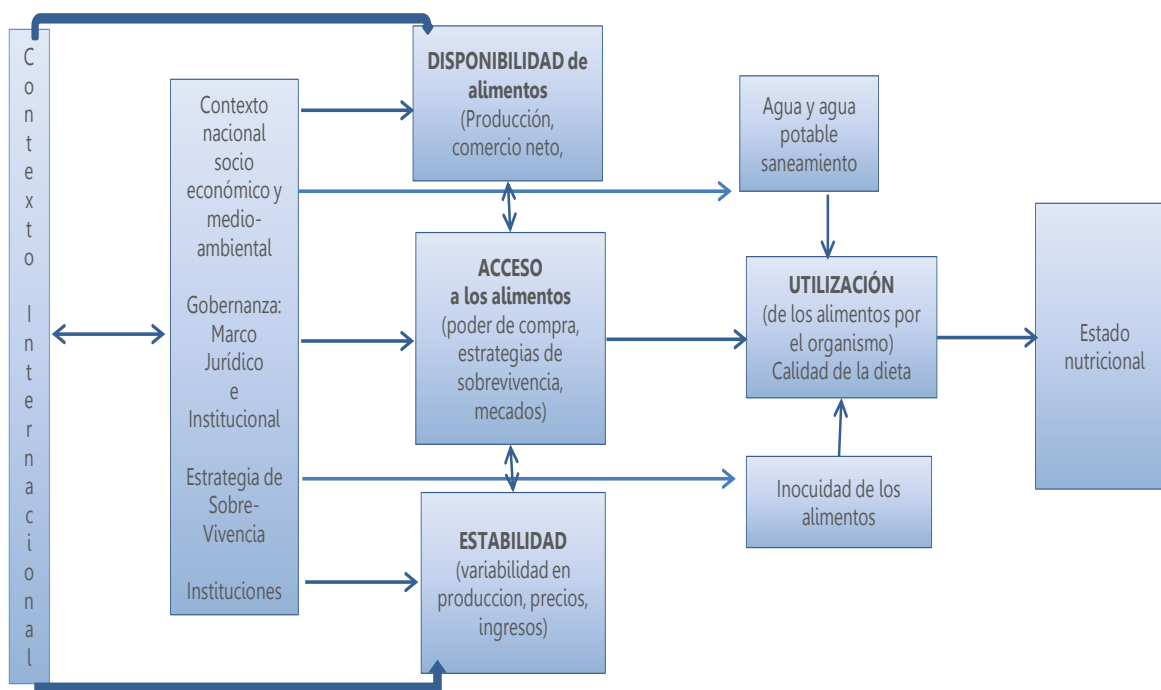 Contexto Internacional
Contexto
nacional
socio
económico y
medio-
ambiental
Gobernanza:
Marco
Jurídico
e
Institucional
Estrategia de
Sobre-
Vivencia
Instituciones
DISPONIBILIDAD de
alimentos
(Producción,
comercio neto,
ACCESO
a los alimentos
(poder de compra,
estrategias de
sobrevivencia,
mecados)
ESTABILIDAD
(variabilidad en
produccion, precios,
ingresos)
Agua y agua
potable
saneamiento
UTILIZACIÓN
(de los alimentos por
el organismo)
Calidad de la dieta
Inocuidad de los
alimentos
Estado
nutricional